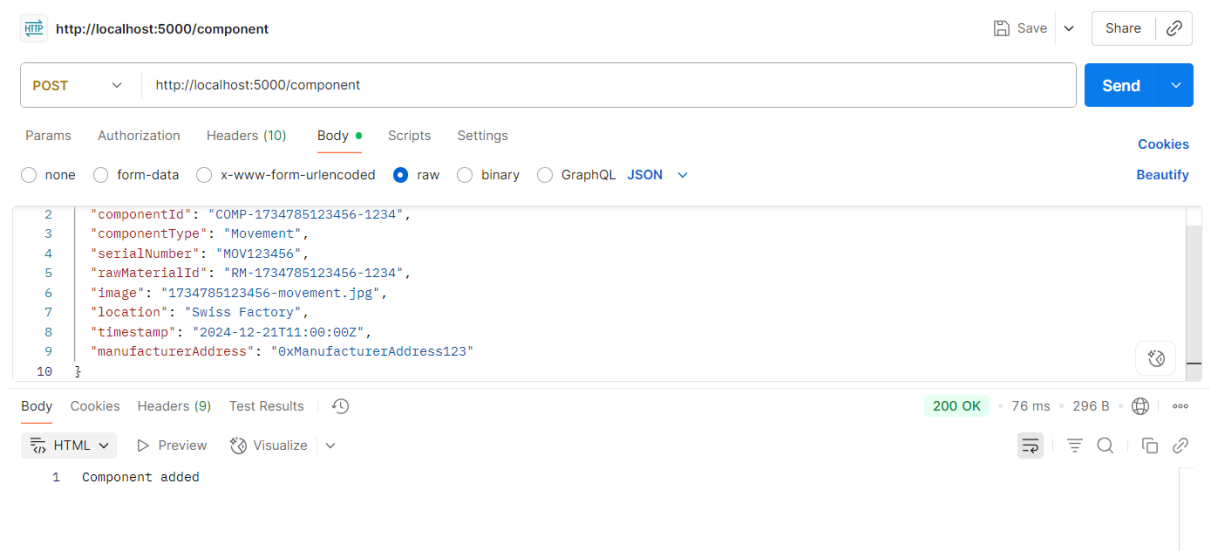 HTTP http://localhost:5000/component Save Share
POST http://localhost:5000/component Send
Params Authorization Headers (10) Body Scripts Settings Cookies
none form-data x-www-form-urlencoded raw binary GraphQL JSON Beautify
2 "componentId": "COMP-1734785123456-1234",
3 "componentType": "Movement",
4 "serialNumber": "MOV123456",
5 "rawMaterialId": "RM-1734785123456-1234",
6 "image": "1734785123456-movement.jpg",
7 "location": "Swiss Factory",
8 "timestamp": "2024-12-21T11:00:00Z",
9 "manufacturerAddress": "0xManufacturerAddress123"
10 }
Body Cookies Headers (9) Test Results 200 OK • 76 ms • 296 B •
HTML Preview Visualize
1 Component added